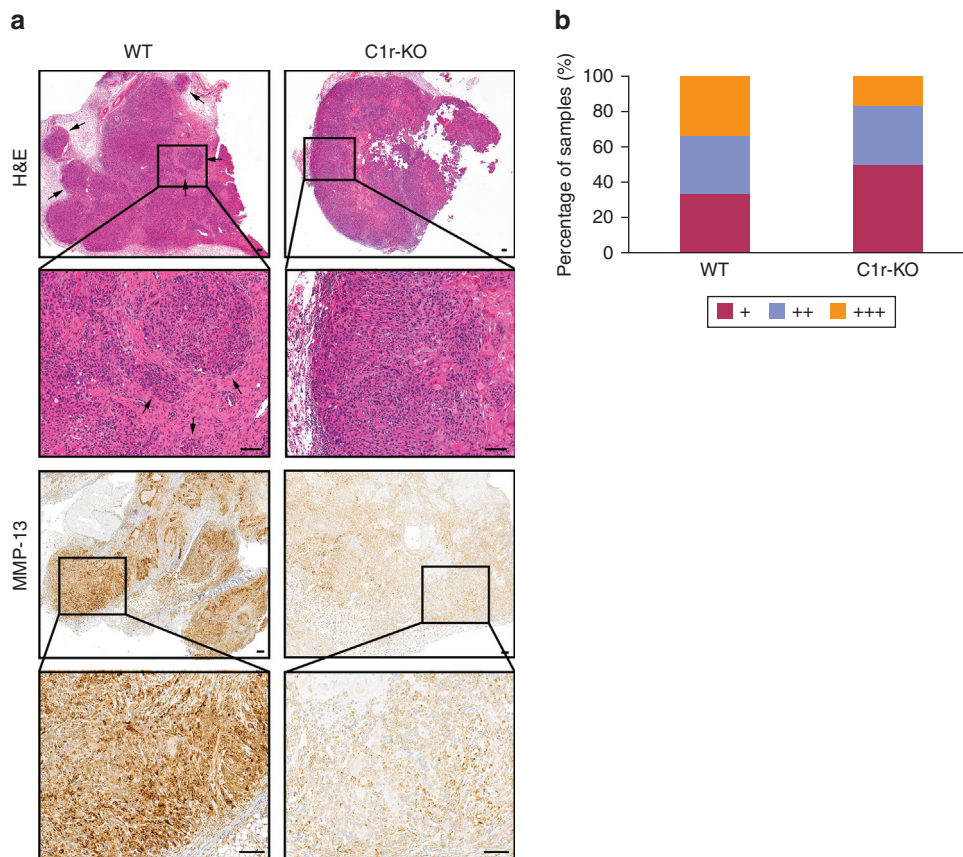 a
WT
C1r-KO
H&E
MMP-13
b
Percentage of samples (%)
100
80
60
40
20
0
WT
C1r-KO
+
++
+++